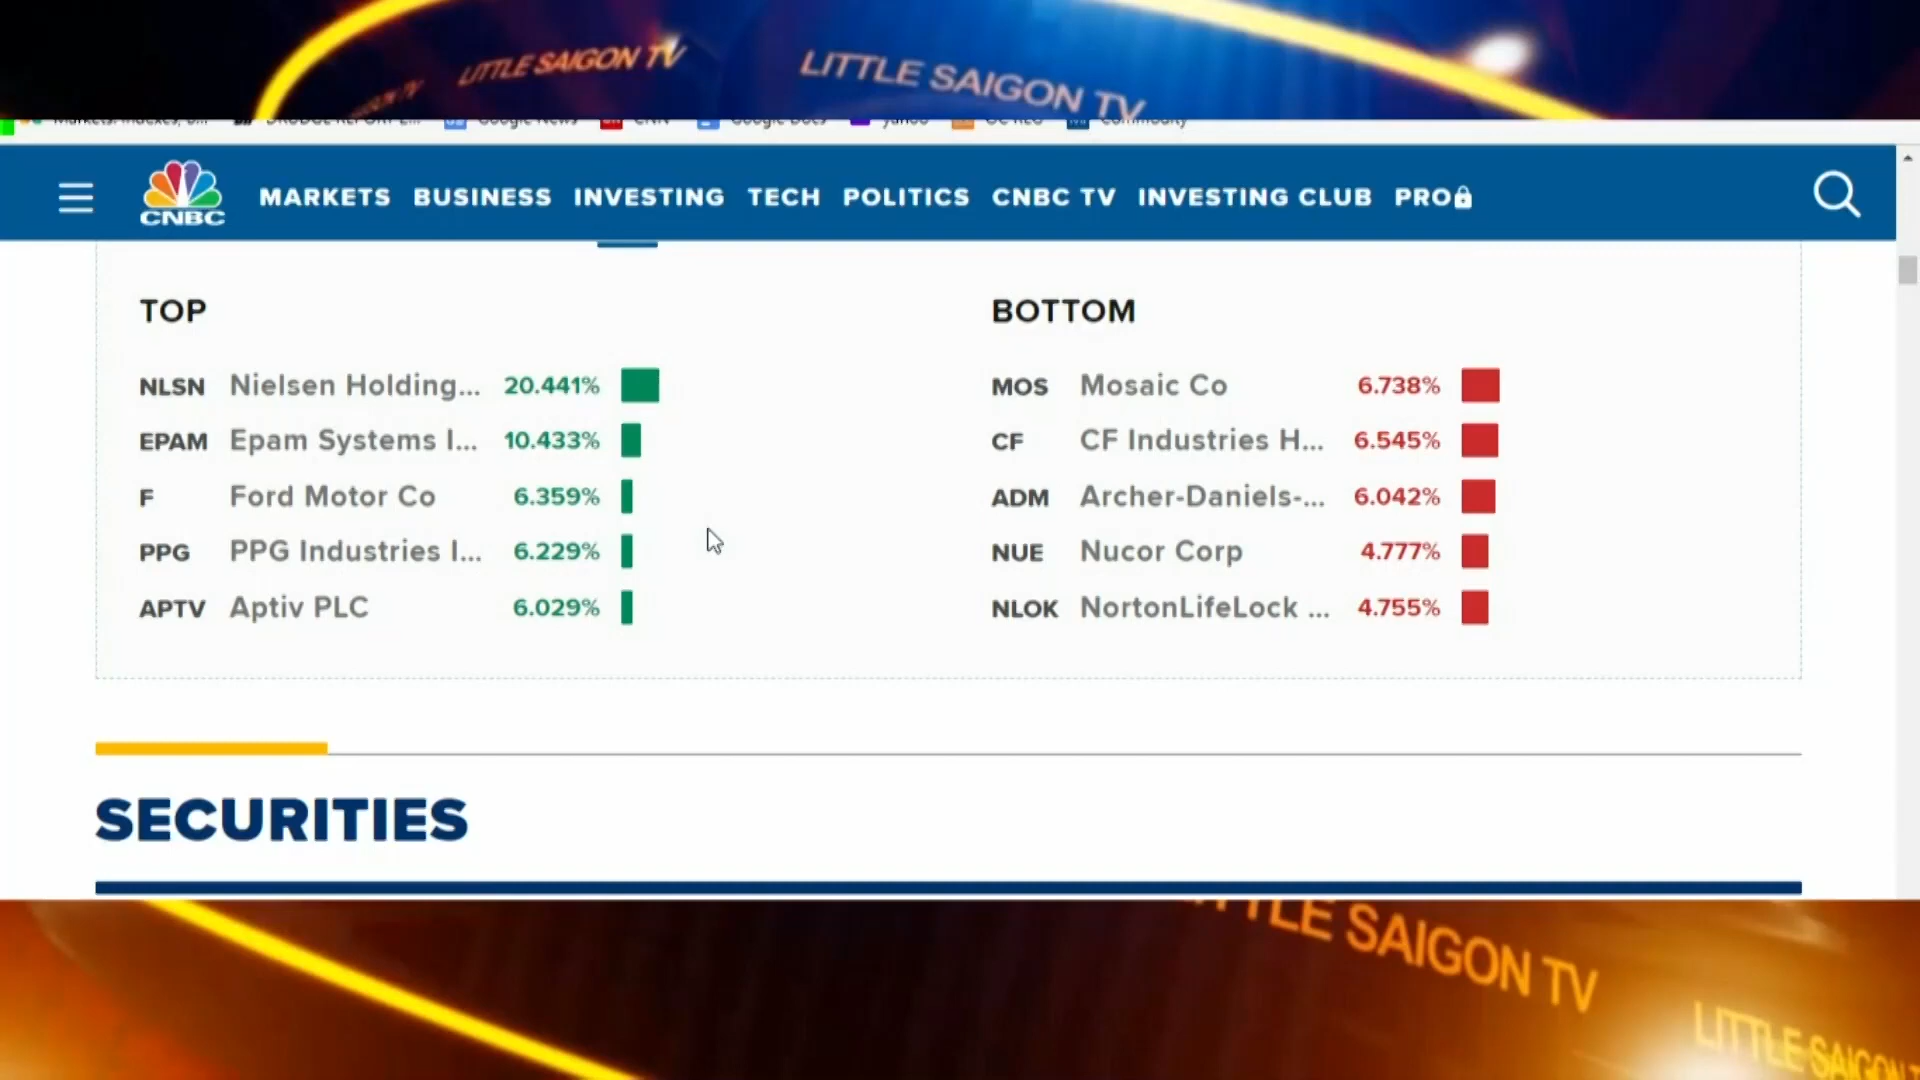 LITTLE SAIGON TV
LITTLE SAIGON TV
CNBC
MARKETS BUSINESS INVESTING TECH POLITICS CNBC TV INVESTING CLUB PRO
TOP
NLSN Nielsen Holding... 20.441%
EPAM Epam Systems I... 10.433%
F Ford Motor Co 6.359%
PPG PPG Industries I... 6.229%
APTV Aptiv PLC 6.029%
BOTTOM
MOS Mosaic Co 6.738%
CF CF Industries H... 6.545%
ADM Archer-Daniels-... 6.042%
NUE Nucor Corp 4.777%
NLOK NortonLifeLock ... 4.755%
SECURITIES
LITTLE SAIGON TV
LITTLE SAIGON